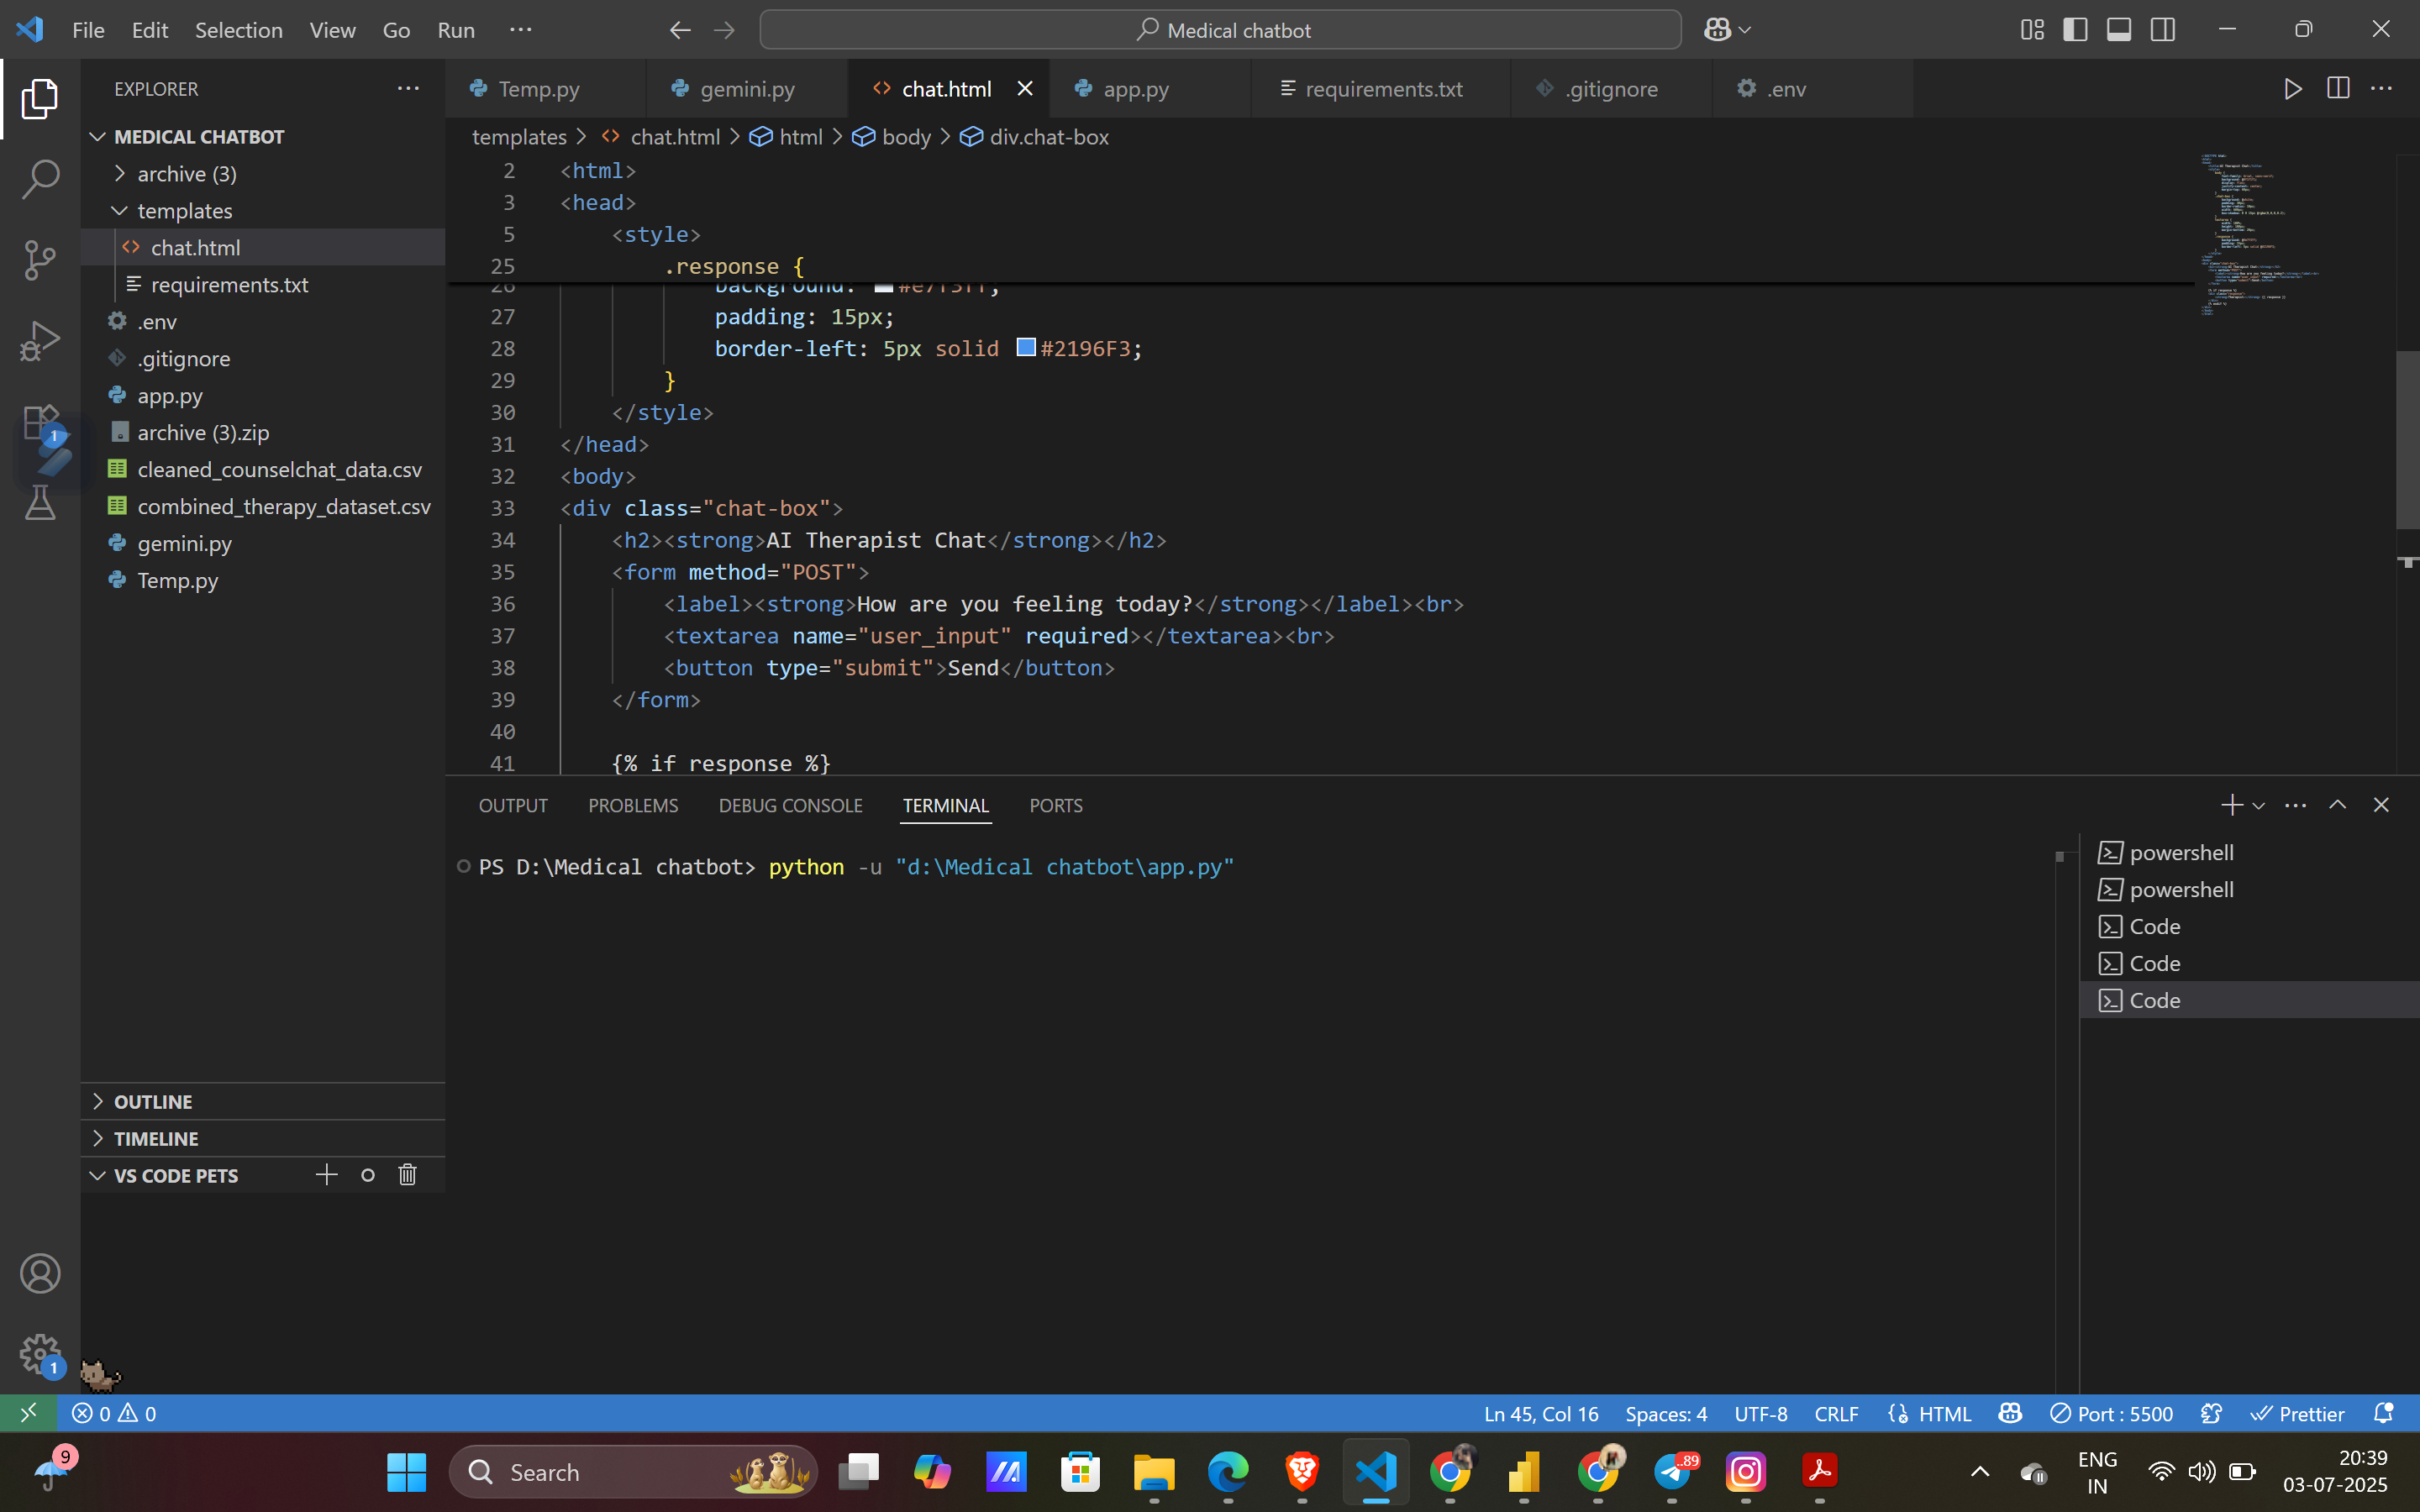 File Edit Selection View Go Run ···
Medical chatbot
EXPLORER
Temp.py
gemini.py
chat.html
app.py
requirements.txt
.gitignore
.env
MEDICAL CHATBOT
archive (3)
templates
chat.html
requirements.txt
.env
.gitignore
app.py
archive (3).zip
cleaned_counselchat_data.csv
combined_therapy_dataset.csv
gemini.py
Temp.py
OUTLINE
TIMELINE
VS CODE PETS
1
1
templates > chat.html > html > body > div.chat-box
2 <html>
3 <head>
5 <style>
25 .response {
26 background: #e7f3ff;
27 padding: 15px;
28 border-left: 5px solid #2196F3;
29 }
30 </style>
31 </head>
32 <body>
33 <div class="chat-box">
34 <h2><strong>AI Therapist Chat</strong></h2>
35 <form method="POST">
36 <label><strong>How are you feeling today?</strong></label><br>
37 <textarea name="user_input" required></textarea><br>
38 <button type="submit">Send</button>
39 </form>
40
41 {% if response %}
OUTPUT PROBLEMS DEBUG CONSOLE TERMINAL PORTS
PS D:\Medical chatbot> python -u "d:\Medical chatbot\app.py"
powershell
powershell
Code
Code
Code
0 0
Ln 45, Col 16 Spaces: 4 UTF-8 CRLF HTML Port : 5500 Prettier
9
Search
..89
ENG
IN
20:39
03-07-2025